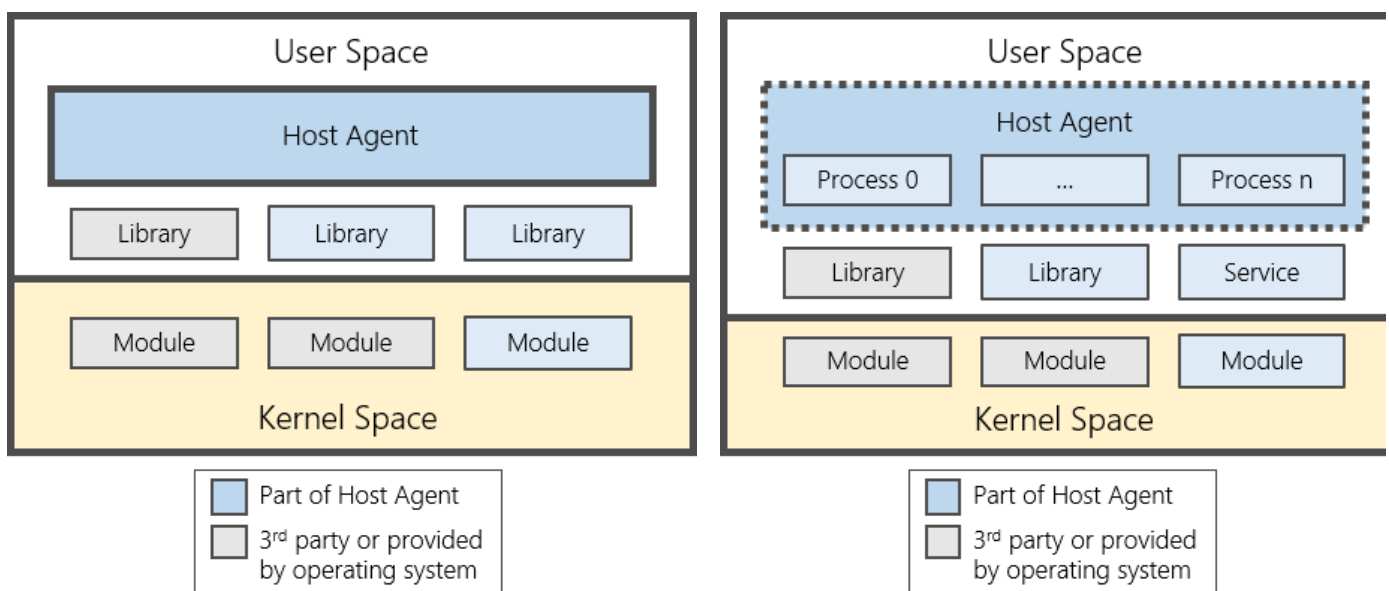 User Space
Host Agent
Library
Library
Library
Module
Module
Module
Kernel Space
Part of Host Agent
3rd party or provided
by operating system
User Space
Host Agent
Process 0
...
Process n
Library
Library
Service
Module
Module
Module
Kernel Space
Part of Host Agent
3rd party or provided
by operating system